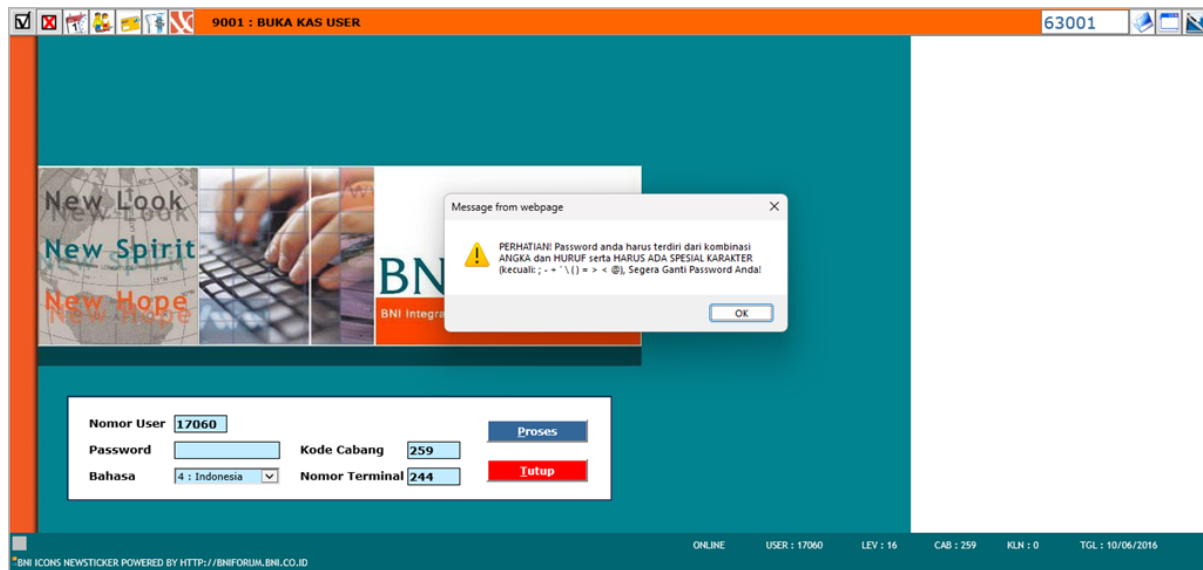 9001 : BUKA KAS USER
63001
New Look
New Spirit
New Hope
BN
BNI Integra
Message from webpage
PERHATIAN! Password anda harus terdiri dari kombinasi
ANGKA dan HURUF serta HARUS ADA SPESIAL KARAKTER
(kecuali: ; - + ` \ ( ) = > < @), Segera Ganti Password Anda!
OK
Nomor User 17060
Proses
Password Kode Cabang 259
Bahasa 4 : Indonesia Nomor Terminal 244
Tutup
ONLINE USER : 17060 LEV : 16 CAB : 259 KLN : 0 TGL : 10/06/2016
*BNI ICONS NEWSTICKER POWERED BY HTTP://BNIFORUM.BNI.CO.ID